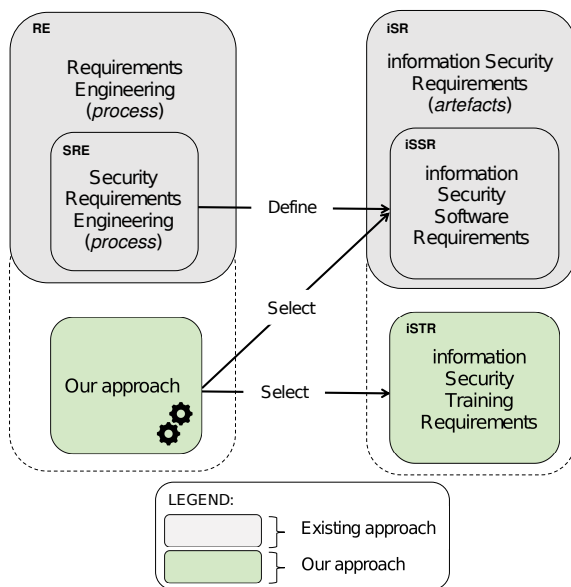 RE
Requirements
Engineering
(process)
SRE
Security
Requirements
Engineering
(process)
iSR
information Security
Requirements
(artefacts)
iSSR
information
Security
Software
Requirements
Define
Select
Our approach
Select
iSTR
information
Security
Training
Requirements
LEGEND:
Existing approach
Our approach